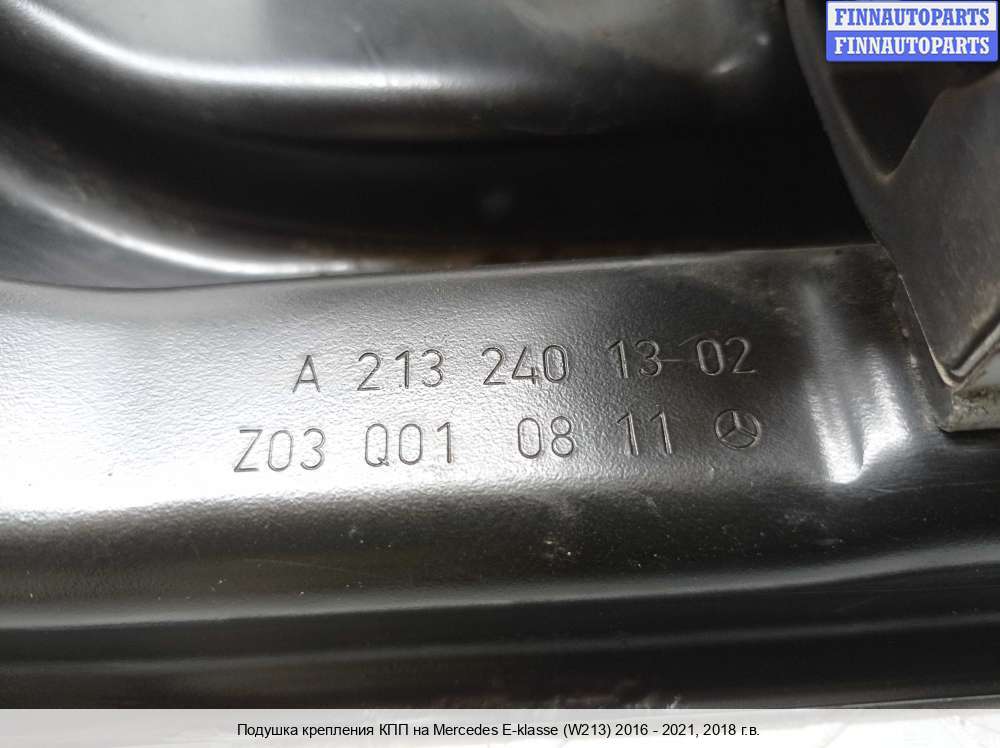 FINNAUTOPARTS
FINNAUTOPARTS
A 213 240 13-02
Z03 Q01 08 11
Подушка крепления КПП на Mercedes E-klasse (W213) 2016 - 2021, 2018 г.в.